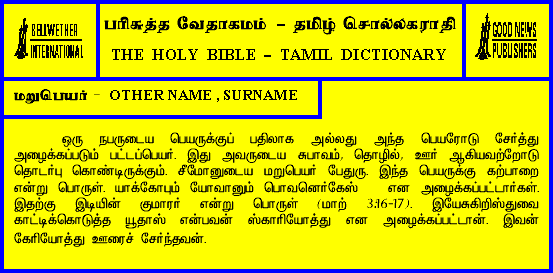 BELLWETHER
INTERNATIONAL
பரிசுத்த வேதாகமம் – தமிழ் சொல்லகராதி
THE HOLY BIBLE – TAMIL DICTIONARY
GOOD NEWS
PUBLISHERS
மறுபெயர் – OTHER NAME , SURNAME
ஒரு நபருடைய பெயருக்குப் பதிலாக அல்லது அந்த பெயரோடு சேர்த்து
அழைக்கப்படும் பட்டப்பெயர். இது அவருடைய சுபாவம், தொழில், ஊர் ஆகியவற்றோடு
தொடர்பு கொண்டிருக்கும். சீமோனுடைய மறுபெயர் பேதுரு. இந்த பெயருக்கு கற்பாறை
என்று பொருள். யாக்கோபும் யோவானும் பொவனெர்கேஸ் என அழைக்கப்பட்டார்கள்.
இதற்கு இடியின் குமாரர் என்று பொருள் (மாற் 3:16-17). இயேசுகிறிஸ்துவை
காட்டிக்கொடுத்த யூதாஸ் என்பவன் ஸ்காரியோத்து என அழைக்கப்பட்டான். இவன்
கேரியோத்து ஊரைச் சேர்ந்தவன்.